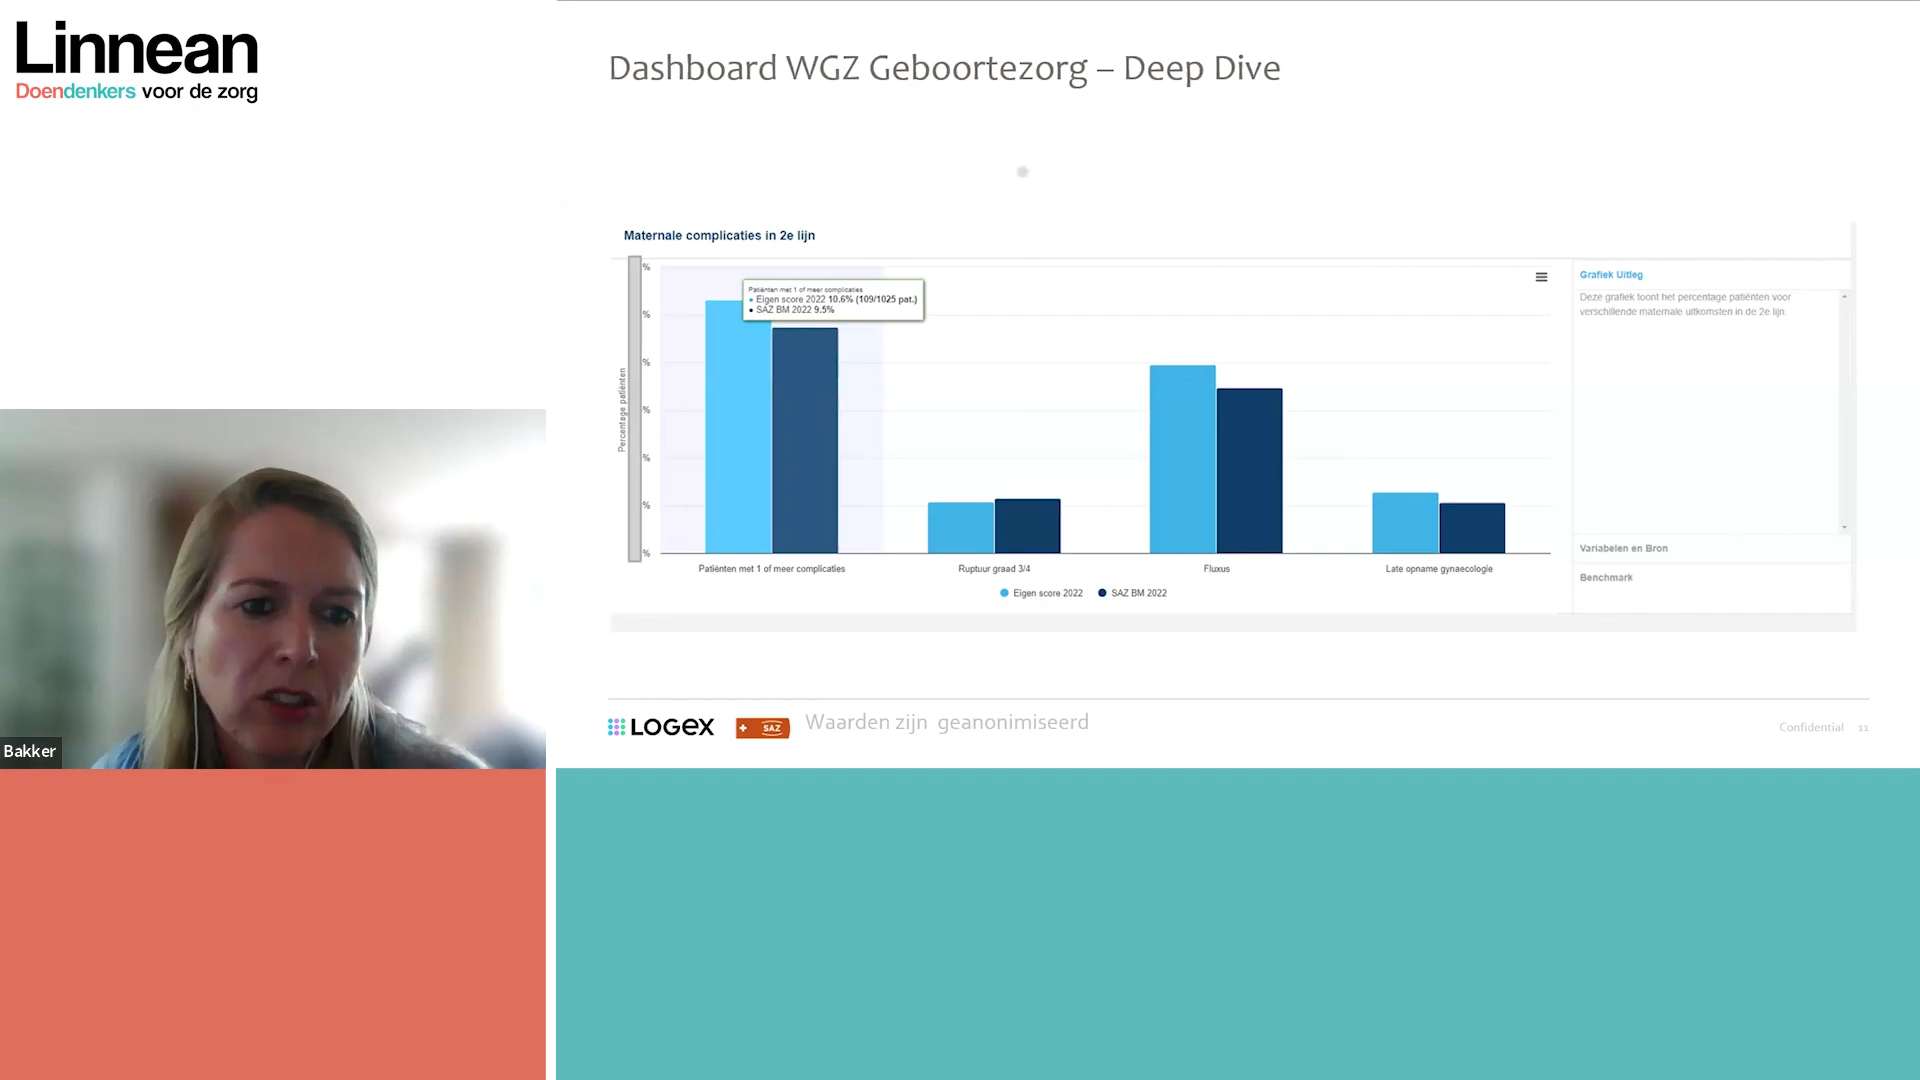 Linnean
Doendenkers voor de zorg
Dashboard WGZ Geboortezorg – Deep Dive
Maternale complicaties in 2e lijn
%
%
%
%
%
%
%
Percentage patiënten
Patiënten met 1 of meer complicaties
Eigen score 2022 10.6% (109/1025 pat.)
SAZ BM 2022 9.5%
Patiënten met 1 of meer complicaties
Ruptuur graad 3/4
Fluxus
Late opname gynaecologie
Eigen score 2022
SAZ BM 2022
Grafiek Uitleg
Deze grafiek toont het percentage patiënten voor
verschillende maternale uitkomsten in de 2e lijn.
Variabelen en Bron
Benchmark
LOGEX
SAZ
Waarden zijn geanonimiseerd
Confidential 11
Bakker